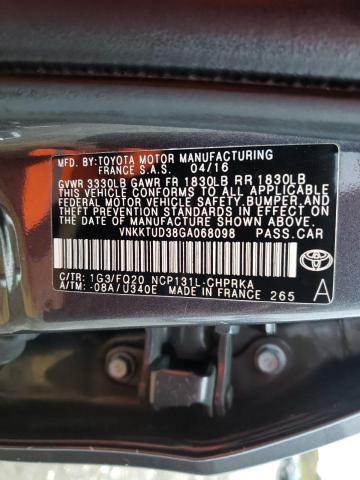 MFD. BY:TOYOTA MOTOR MANUFACTURING
FRANCE S.A.S. 04/16
GVWR 3330LB GAWR FR 1830LB RR 1830LB
THIS VEHICLE CONFORMS TO ALL APPLICABLE
FEDERAL MOTOR VEHICLE SAFETY, BUMPER, AND
THEFT PREVENTION STANDARDS IN EFFECT ON
THE DATE OF MANUFACTURE SHOWN ABOVE.
VNKKTUD38GA068098 PASS.CAR
C/TR: 1G3/FQ20 NCP131L-CHPRKA
A/TM: -08A/U340E MADE IN FRANCE 265
A
TOYOTA